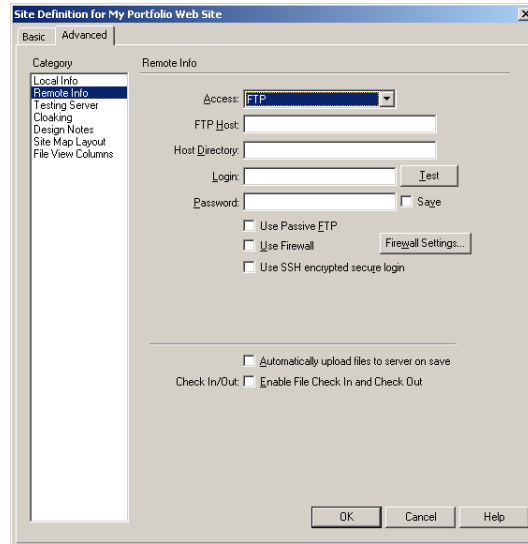 Site Definition for My Portfolio Web Site
Basic Advanced
Category
Remote Info
Local Info
Remote Info
Testing Server
Cloaking
Design Notes
Site Map Layout
File View Columns
Access: FTP
FTP Host:
Host Directory:
Login: Test
Password: Save
Use Passive FTP
Use Firewall Firewall Settings...
Use SSH encrypted secure login
Automatically upload files to server on save
Check In/Out: Enable File Check In and Check Out
OK Cancel Help